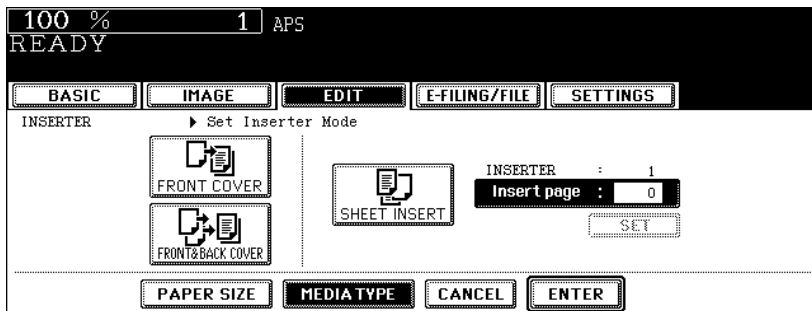 100 % 1 APS
READY
BASIC IMAGE EDIT E-FILING/FILE SETTINGS
INSERTER ▶ Set Inserter Mode
FRONT COVER
FRONT&BACK COVER
SHEET INSERT
INSERTER : 1
Insert page : 0
SET
PAPER SIZE MEDIA TYPE CANCEL ENTER